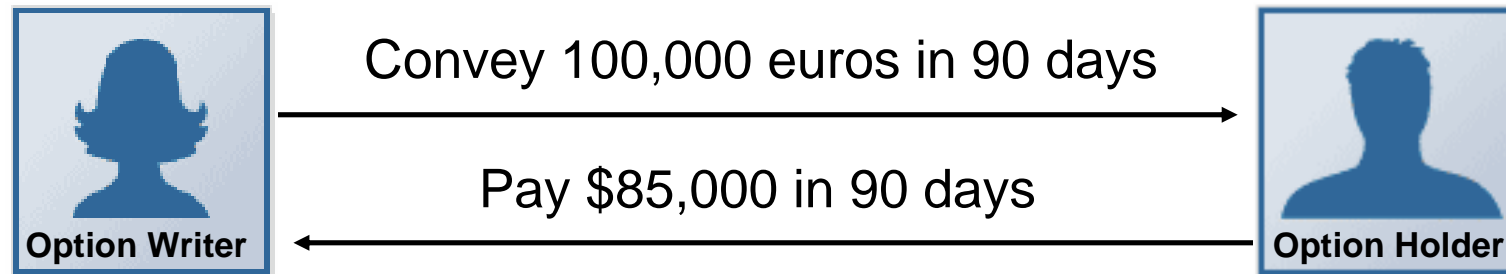 Convey 100,000 euros in 90 days
Pay $85,000 in 90 days
Option Writer
Option Holder